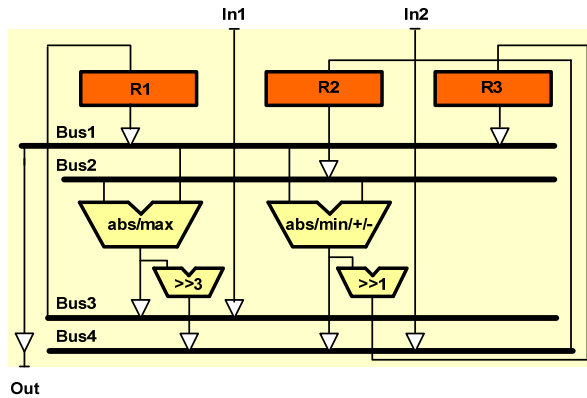 In1 In2
R1 R2 R3
Bus1
Bus2
abs/max abs/min/+/-
>>3 >>1
Bus3
Bus4
Out